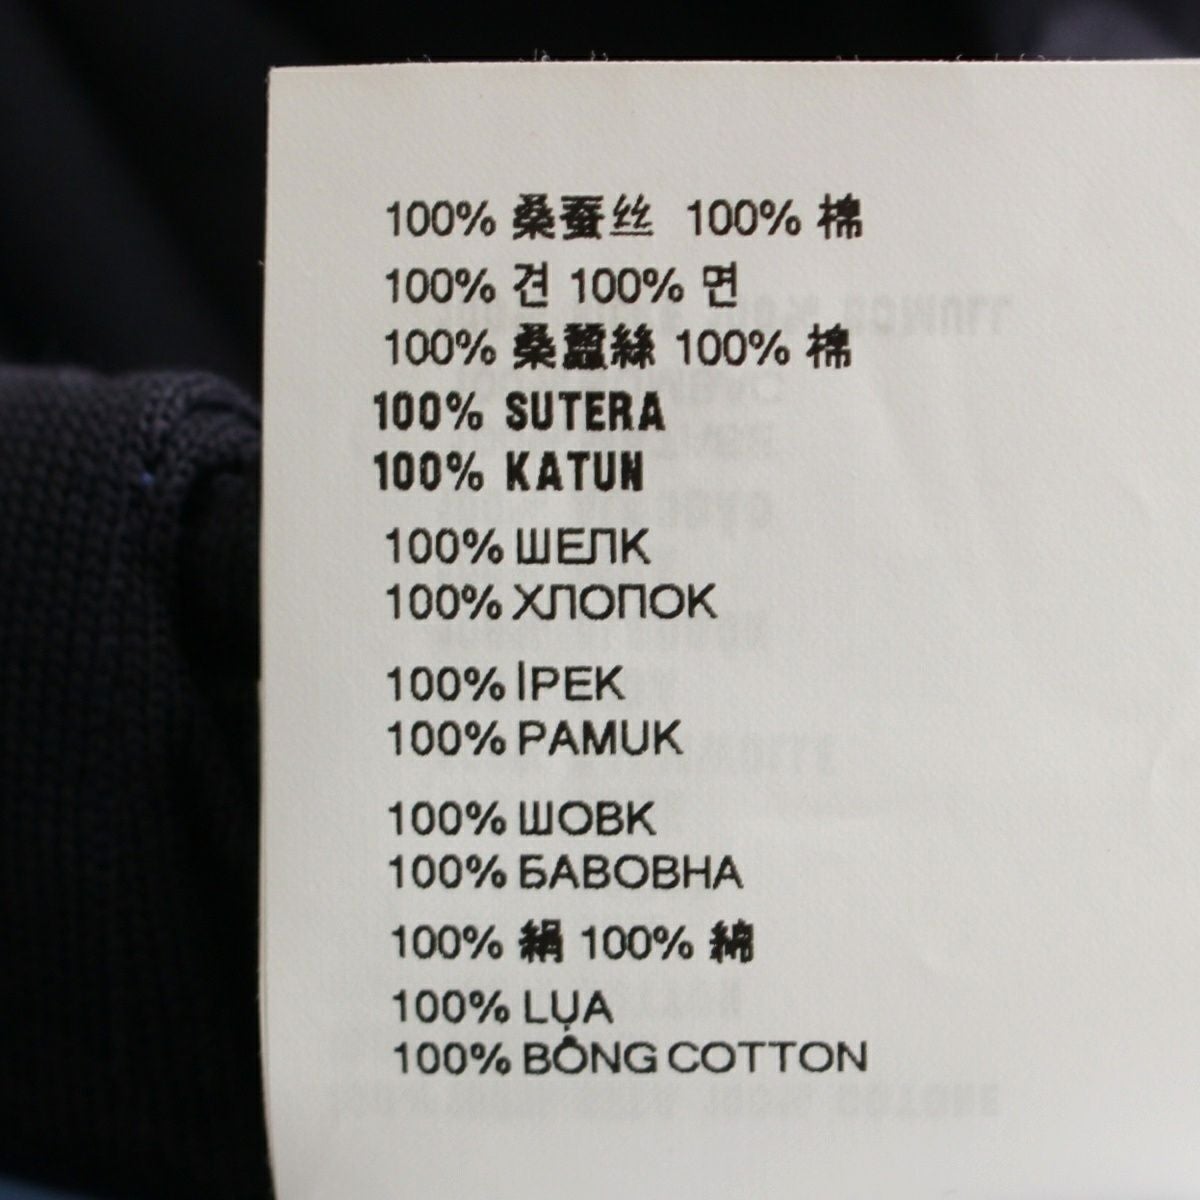 100% 桑蚕丝 100% 棉
100% 견 100% 면
100% 桑蠶絲 100% 棉
100% SUTERA
100% KATUN
100% ШЕЛК
100% ХЛОПОК
100% İPEK
100% PAMUK
100% ШОВК
100% БАВОВНА
100% 絹 100% 綿
100% LỤA
100% BÔNG COTTON